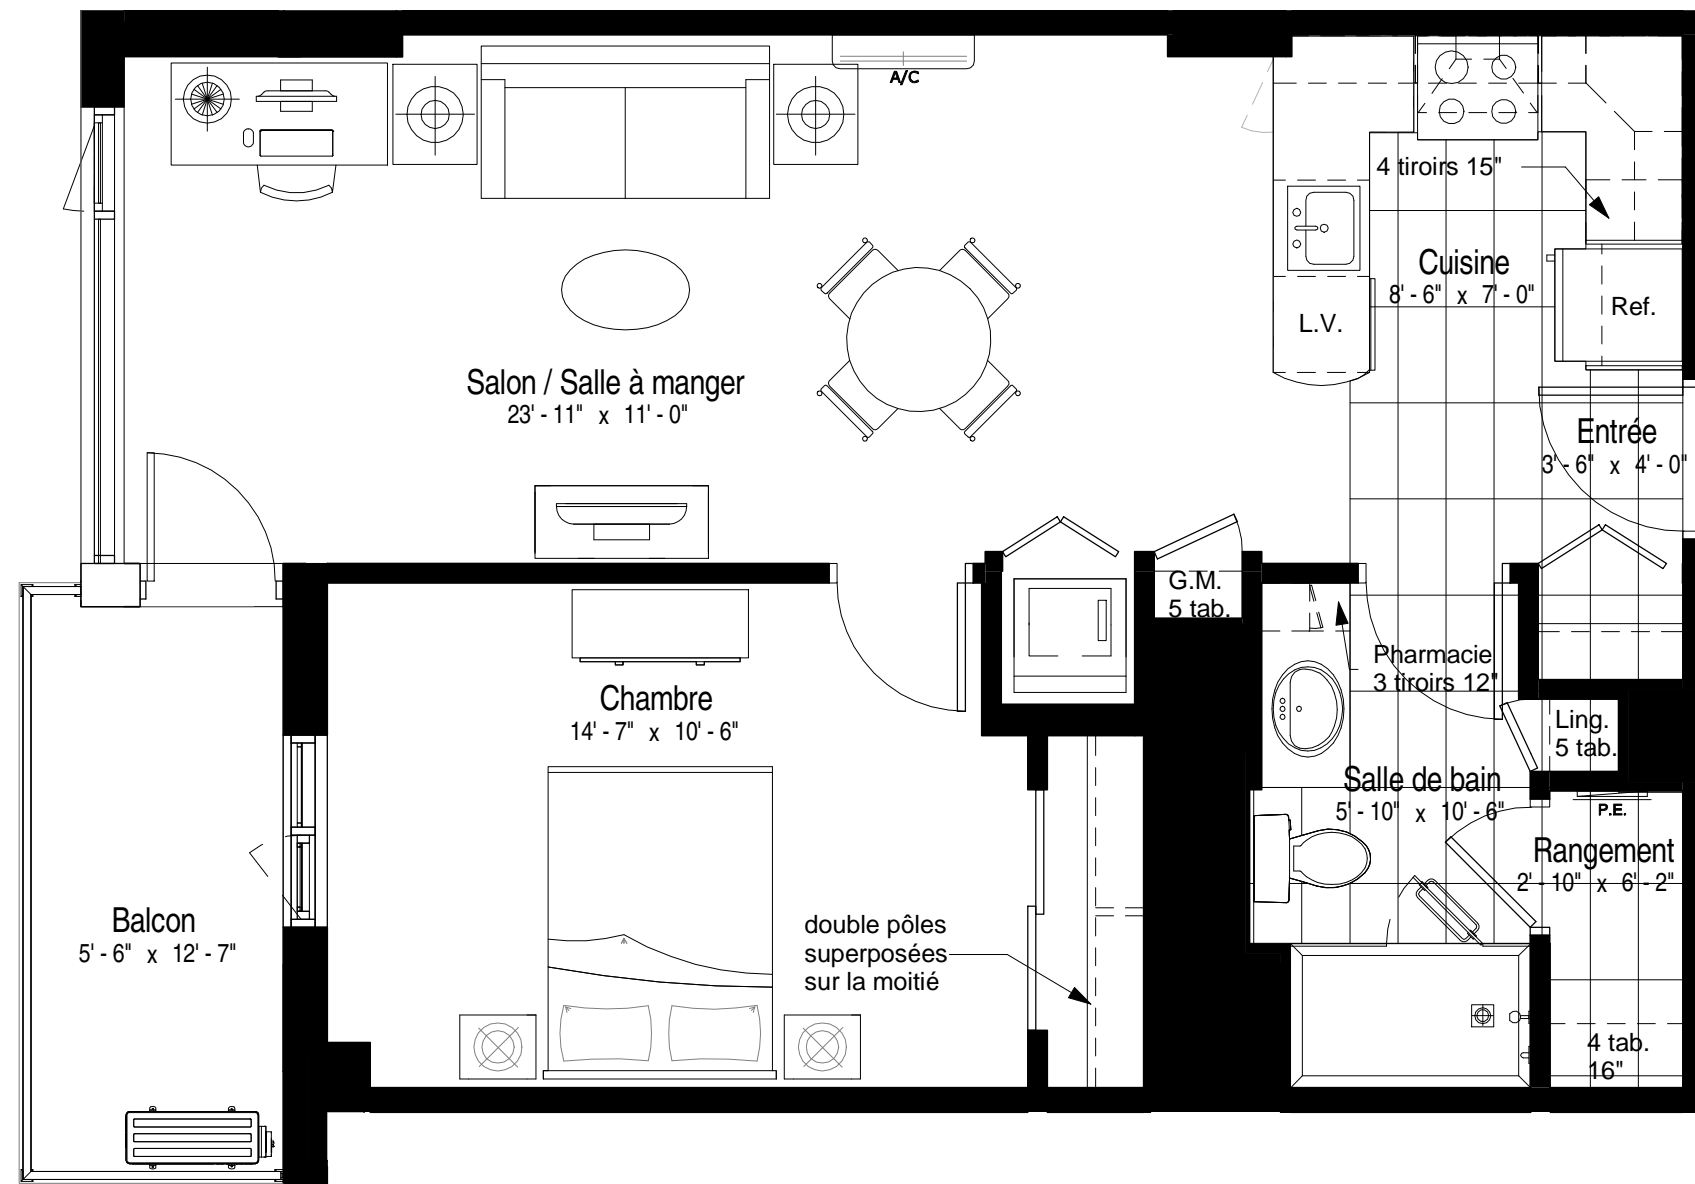 A/C
4 tiroirs 15"
Cuisine
8' - 6" x 7' - 0"
Ref.
L.V.
Salon / Salle à manger
23' - 11" x 11' - 0"
Entrée
3' - 6" x 4' - 0"
G.M.
5 tab.
Pharmacie
3 tiroirs 12"
Chambre
14' - 7" x 10' - 6"
Ling.
5 tab.
Salle de bain
5' - 10" x 10' - 6"
P.E.
Rangement
2' - 10" x 6' - 2"
Balcon
5' - 6" x 12' - 7"
double pôles
superposées
sur la moitié
4 tab.
16"